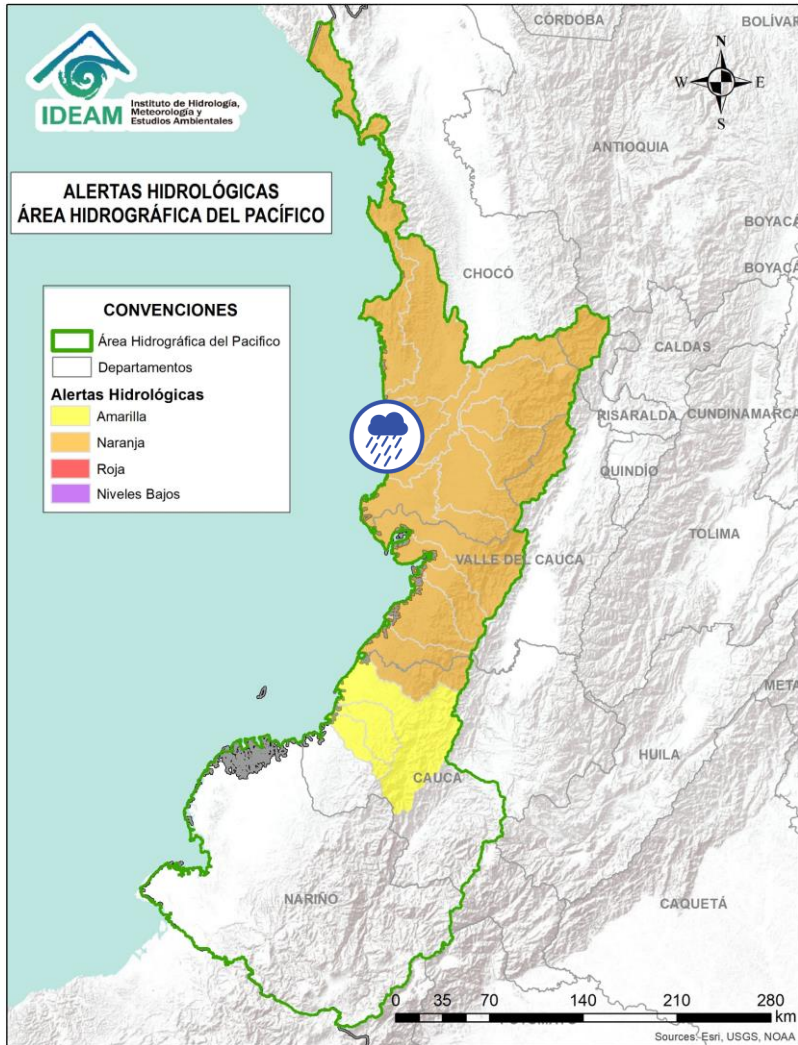 CÓRDOBA
BOLÍVAR
IDEAM
Instituto de Hidrología,
Meteorología y
Estudios Ambientales
N
W
E
S
ANTIOQUIA
ALERTAS HIDROLÓGICAS
ÁREA HIDROGRÁFICA DEL PACÍFICO
BOYACÁ
BOYACÁ
CHOCÓ
CONVENCIONES
Área Hidrográfica del Pacifico
Departamentos
Alertas Hidrológicas
Amarilla
Naranja
Roja
Niveles Bajos
CALDAS
RISARALDA
CUNDINAMARCA
QUINDÍO
TOLIMA
VALLE DEL CAUCA
META
HUILA
CAUCA
NARIÑO
CAQUETÁ
0 35 70 140 210 280
km
Sources: Esri, USGS, NOAA